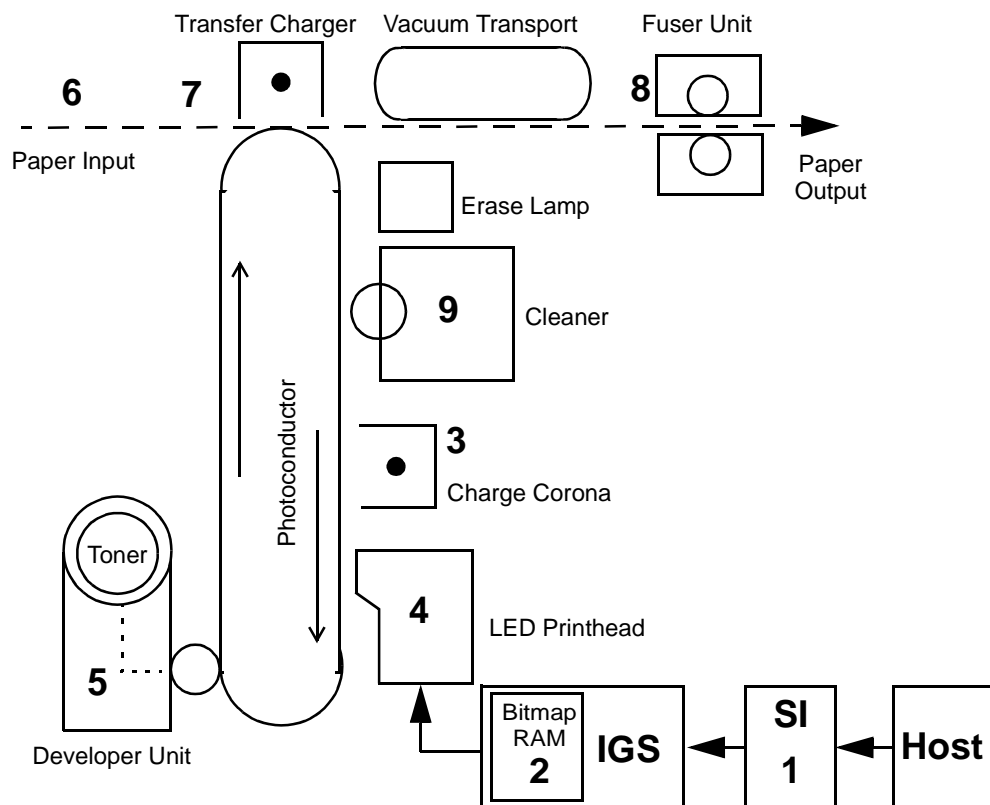 Transfer Charger
Vacuum Transport
Fuser Unit
6
7
8
Paper Input
Paper
Output
Erase Lamp
9
Cleaner
Photoconductor
3
Charge Corona
Toner
4
LED Printhead
5
Developer Unit
Bitmap
RAM
2
IGS
SI
1
Host